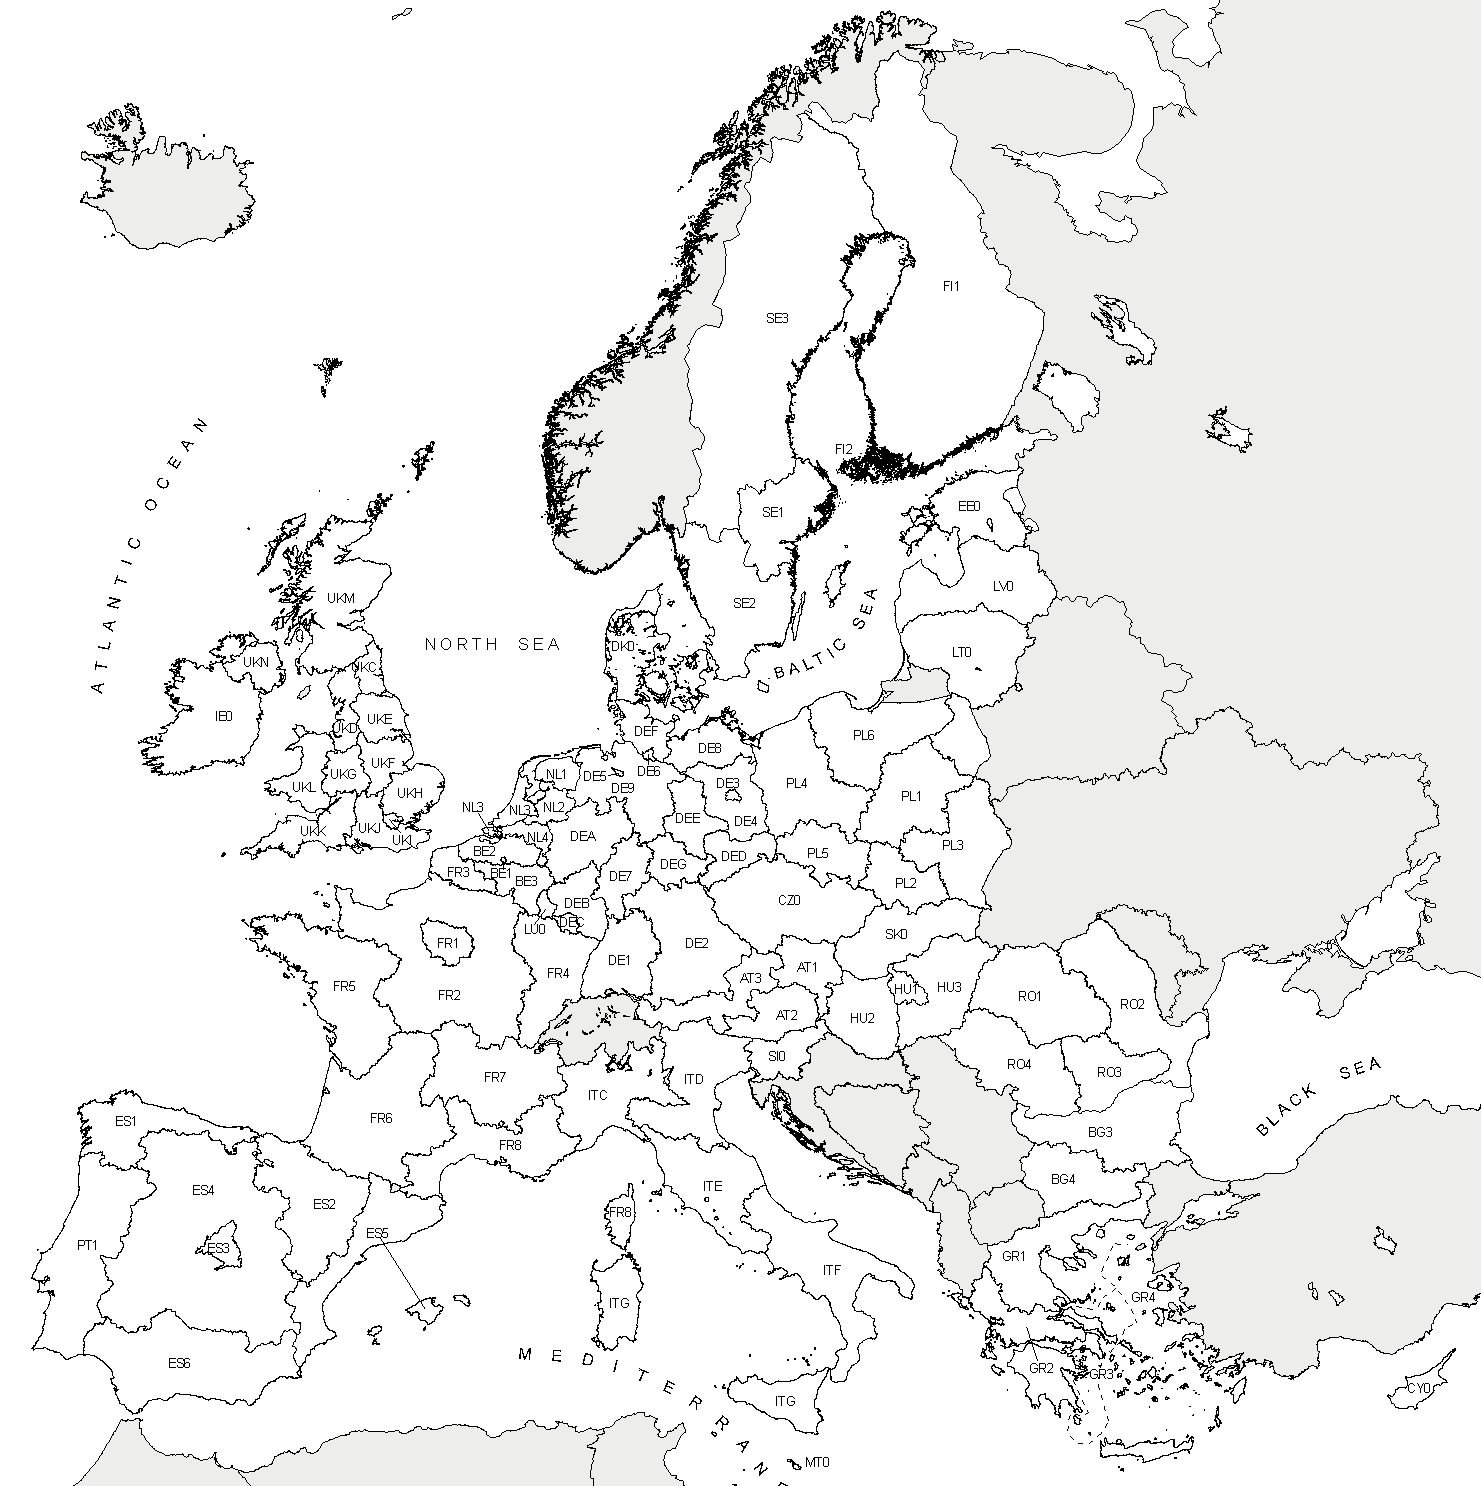 FI1
SE3
ATLANTIC OCEAN
FI2
EE0
SE1
LV0
UKM
SE2
NORTH SEA
BALTIC SEA
DK0
LT0
UKN
UKC
IE0
UKE
UKD
DEF
PL6
DE8
UKF
UKG
NL1
DE5
DE6
DE3
PL4
UKL
DE9
UKH
PL1
NL3
NL3
NL2
DEE
DE4
UKK
UKJ
UKI
NL4
DEA
PL3
BE2
DEG
DED
PL5
FR3
BE1
BE3
DE7
PL2
DEB
CZ0
LU0
DEC
SK0
FR1
DE2
DE1
AT1
FR4
AT3
FR5
FR2
HU1
HU3
RO1
RO2
AT2
HU2
SI0
RO4
RO3
BLACK SEA
FR7
ITD
ITC
ES1
FR6
FR8
BG3
ES4
ITE
BG4
ES2
FR8
ES5
PT1
ES3
GR1
ITF
ITG
GR4
ES6
GR2
GR3
CY0
ITG
MEDITERRANE
MT0